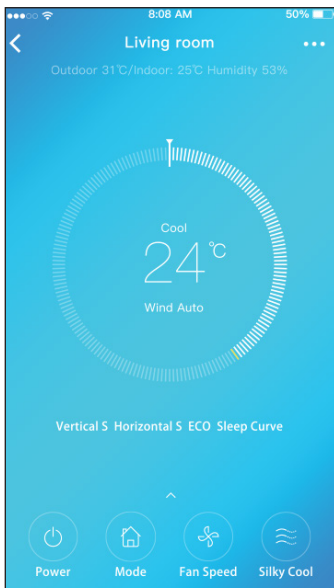 8:08 AM 50%
Living room
Outdoor 31℃/Indoor: 25℃ Humidity 53%
Cool
24℃
Wind Auto
Vertical S Horizontal S ECO Sleep Curve
Power Mode Fan Speed Silky Cool